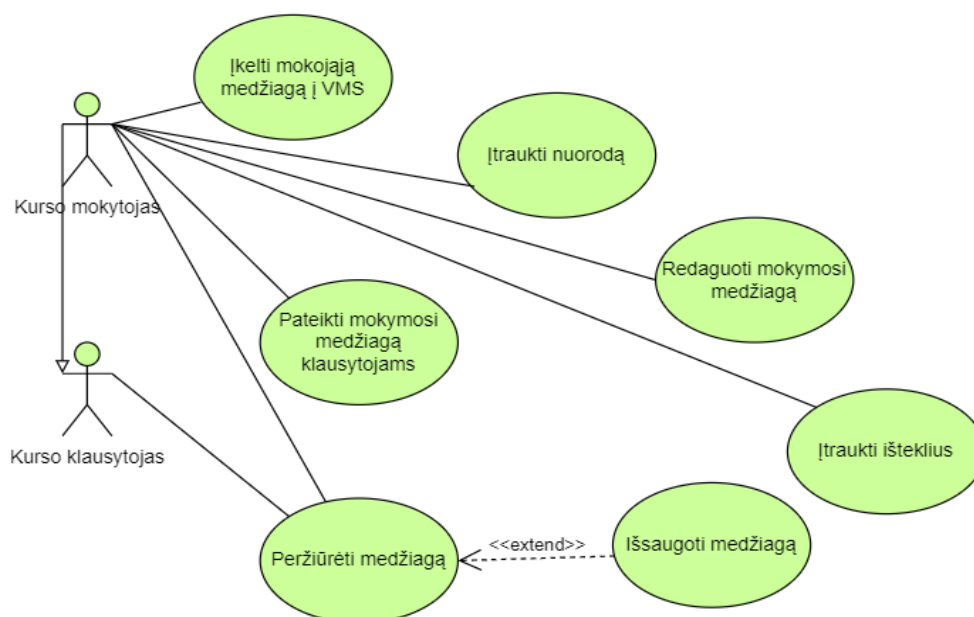 Įkelti mokojąją
medžiagą į VMS
Įtraukti nuorodą
Kurso mokytojas
Redaguoti mokymosi
medžiagą
Pateikti mokymosi
medžiagą
klausytojams
Kurso klausytojas
Įtraukti išteklius
Peržiūrėti medžiagą
<<extend>>
Išsaugoti medžiagą